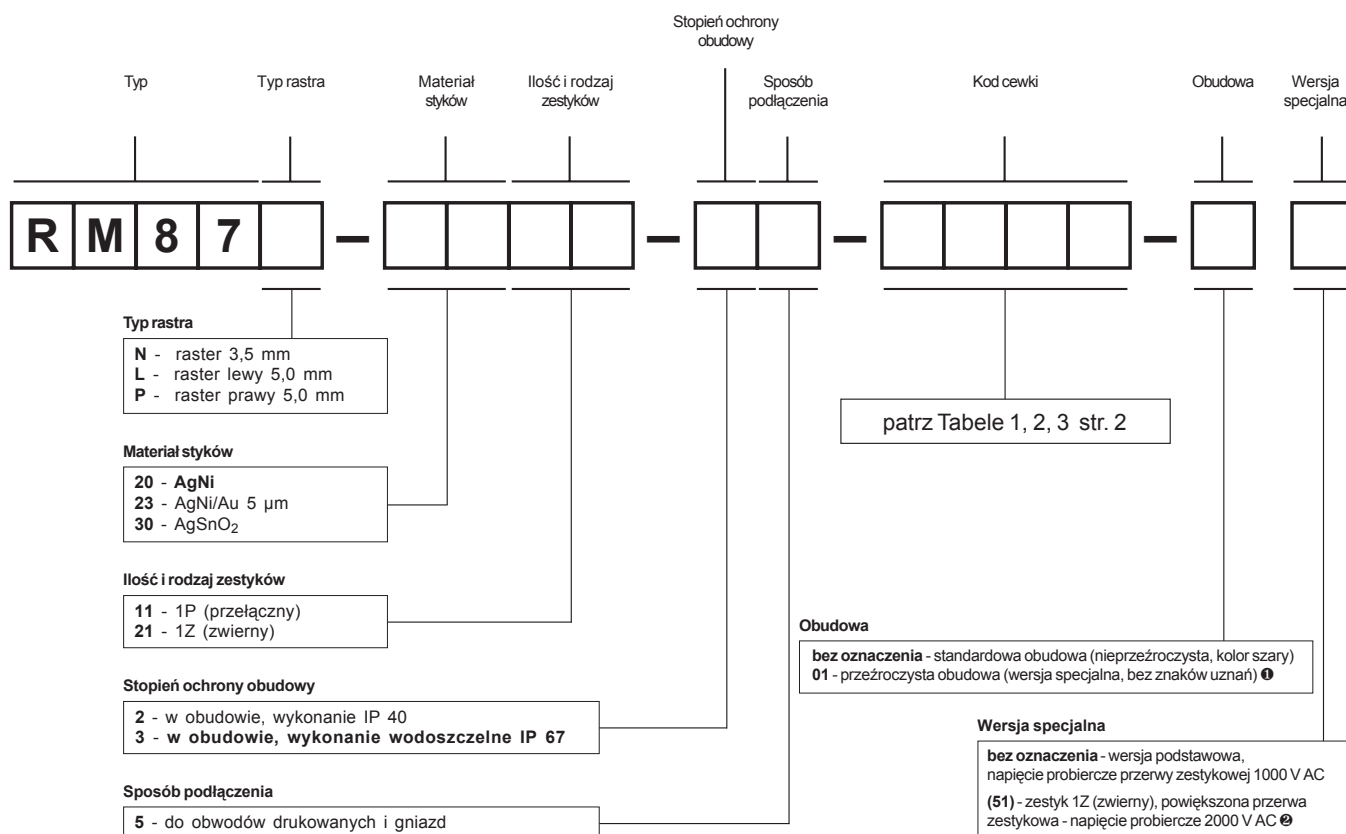 Stopień ochrony
obudowy
Typ
Typ rastra
Materiał
styków
Ilość i rodzaj
zestyków
Sposób
podłączenia
Kod cewki
Obudowa
Wersja
specjalna
R M 8 7 – – – –
Typ rastra
N - raster 3,5 mm
L - raster lewy 5,0 mm
P - raster prawy 5,0 mm
patrz Tabele 1, 2, 3 str. 2
Materiał styków
20 - AgNi
23 - AgNi/Au 5 µm
30 - AgSnO₂
Ilość i rodzaj zestyków
11 - 1P (przełączny)
21 - 1Z (zwierny)
Obudowa
bez oznaczenia - standardowa obudowa (nieprzeźroczysta, kolor szary)
01 - przeźroczysta obudowa (wersja specjalna, bez znaków uznań) ❶
Stopień ochrony obudowy
2 - w obudowie, wykonanie IP 40
3 - w obudowie, wykonanie wodoszczelne IP 67
Wersja specjalna
bez oznaczenia - wersja podstawowa,
napięcie probiercze przerwy zestykowej 1000 V AC
(51) - zestyk 1Z (zwierny), powiększona przerwa
zestykowa - napięcie probiercze 2000 V AC ❷
Sposób podłączenia
5 - do obwodów drukowanych i gniazd